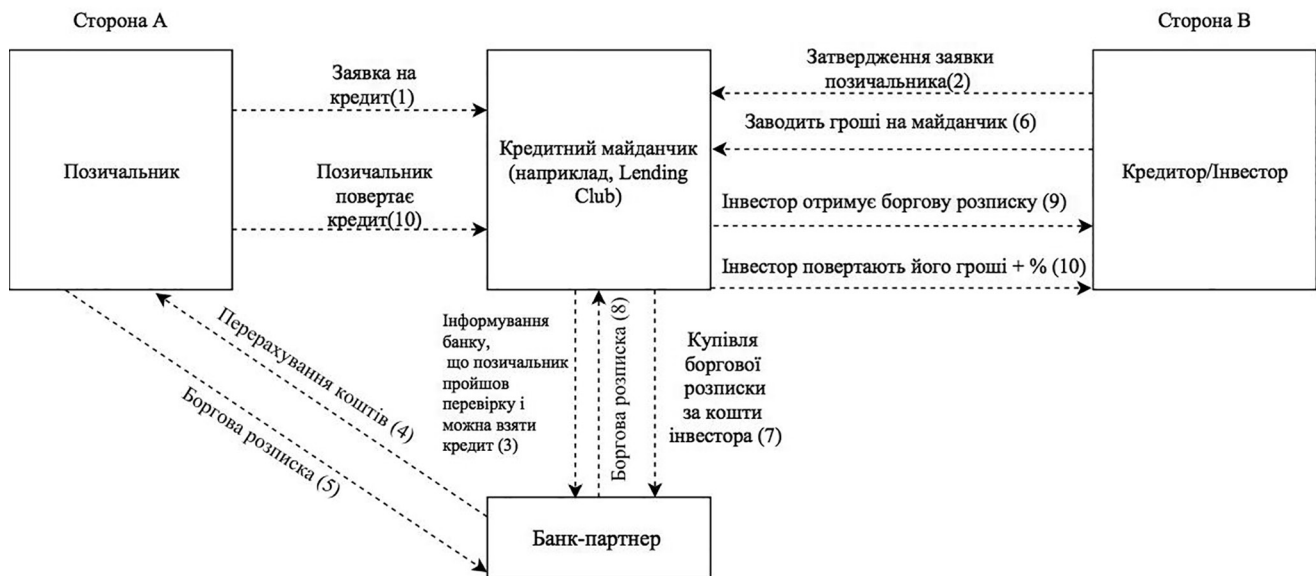 Сторона А
Сторона В
Позичальник
Заявка на
кредит(1)
Позичальник
повертає
кредит(10)
Кредитний майданчик
(наприклад, Lending
Club)
Затвердження заявки
позичальника(2)
Заводить гроші на майданчик (6)
Інвестор отримує боргову розписку (9)
Інвестор повертають його гроші + % (10)
Кредитор/Інвестор
Перерахування коштів (4)
Боргова розписка (5)
Інформування
банку,
що позичальник
пройшов
перевірку і
можна взяти
кредит (3)
Боргова розписка (8)
Купівля
боргової
розписки
за кошти
інвестора (7)
Банк-партнер